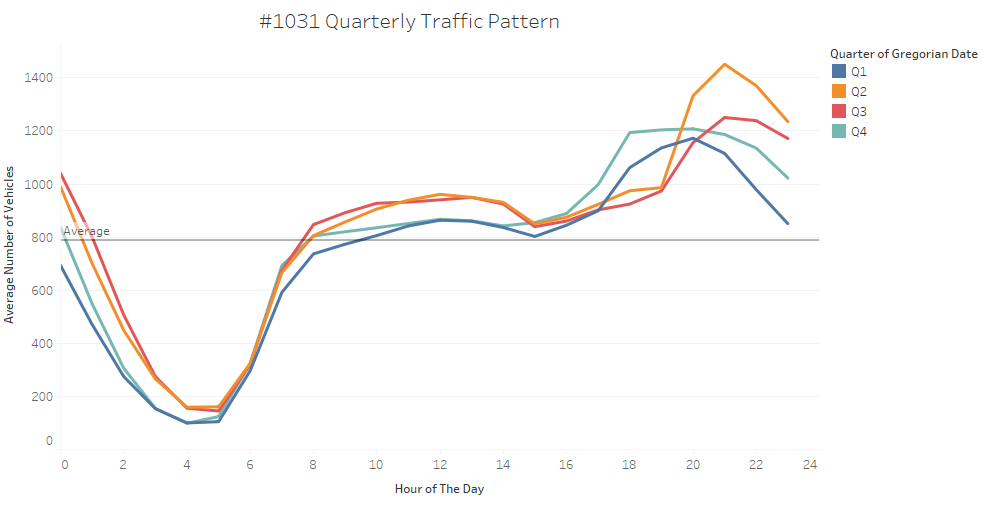 #1031 Quarterly Traffic Pattern
Quarter of Gregorian Date
Q1
Q2
Q3
Q4
Average Number of Vehicles
1400
1200
1000
800
600
400
200
0
Average
0 2 4 6 8 10 12 14 16 18 20 22 24
Hour of The Day